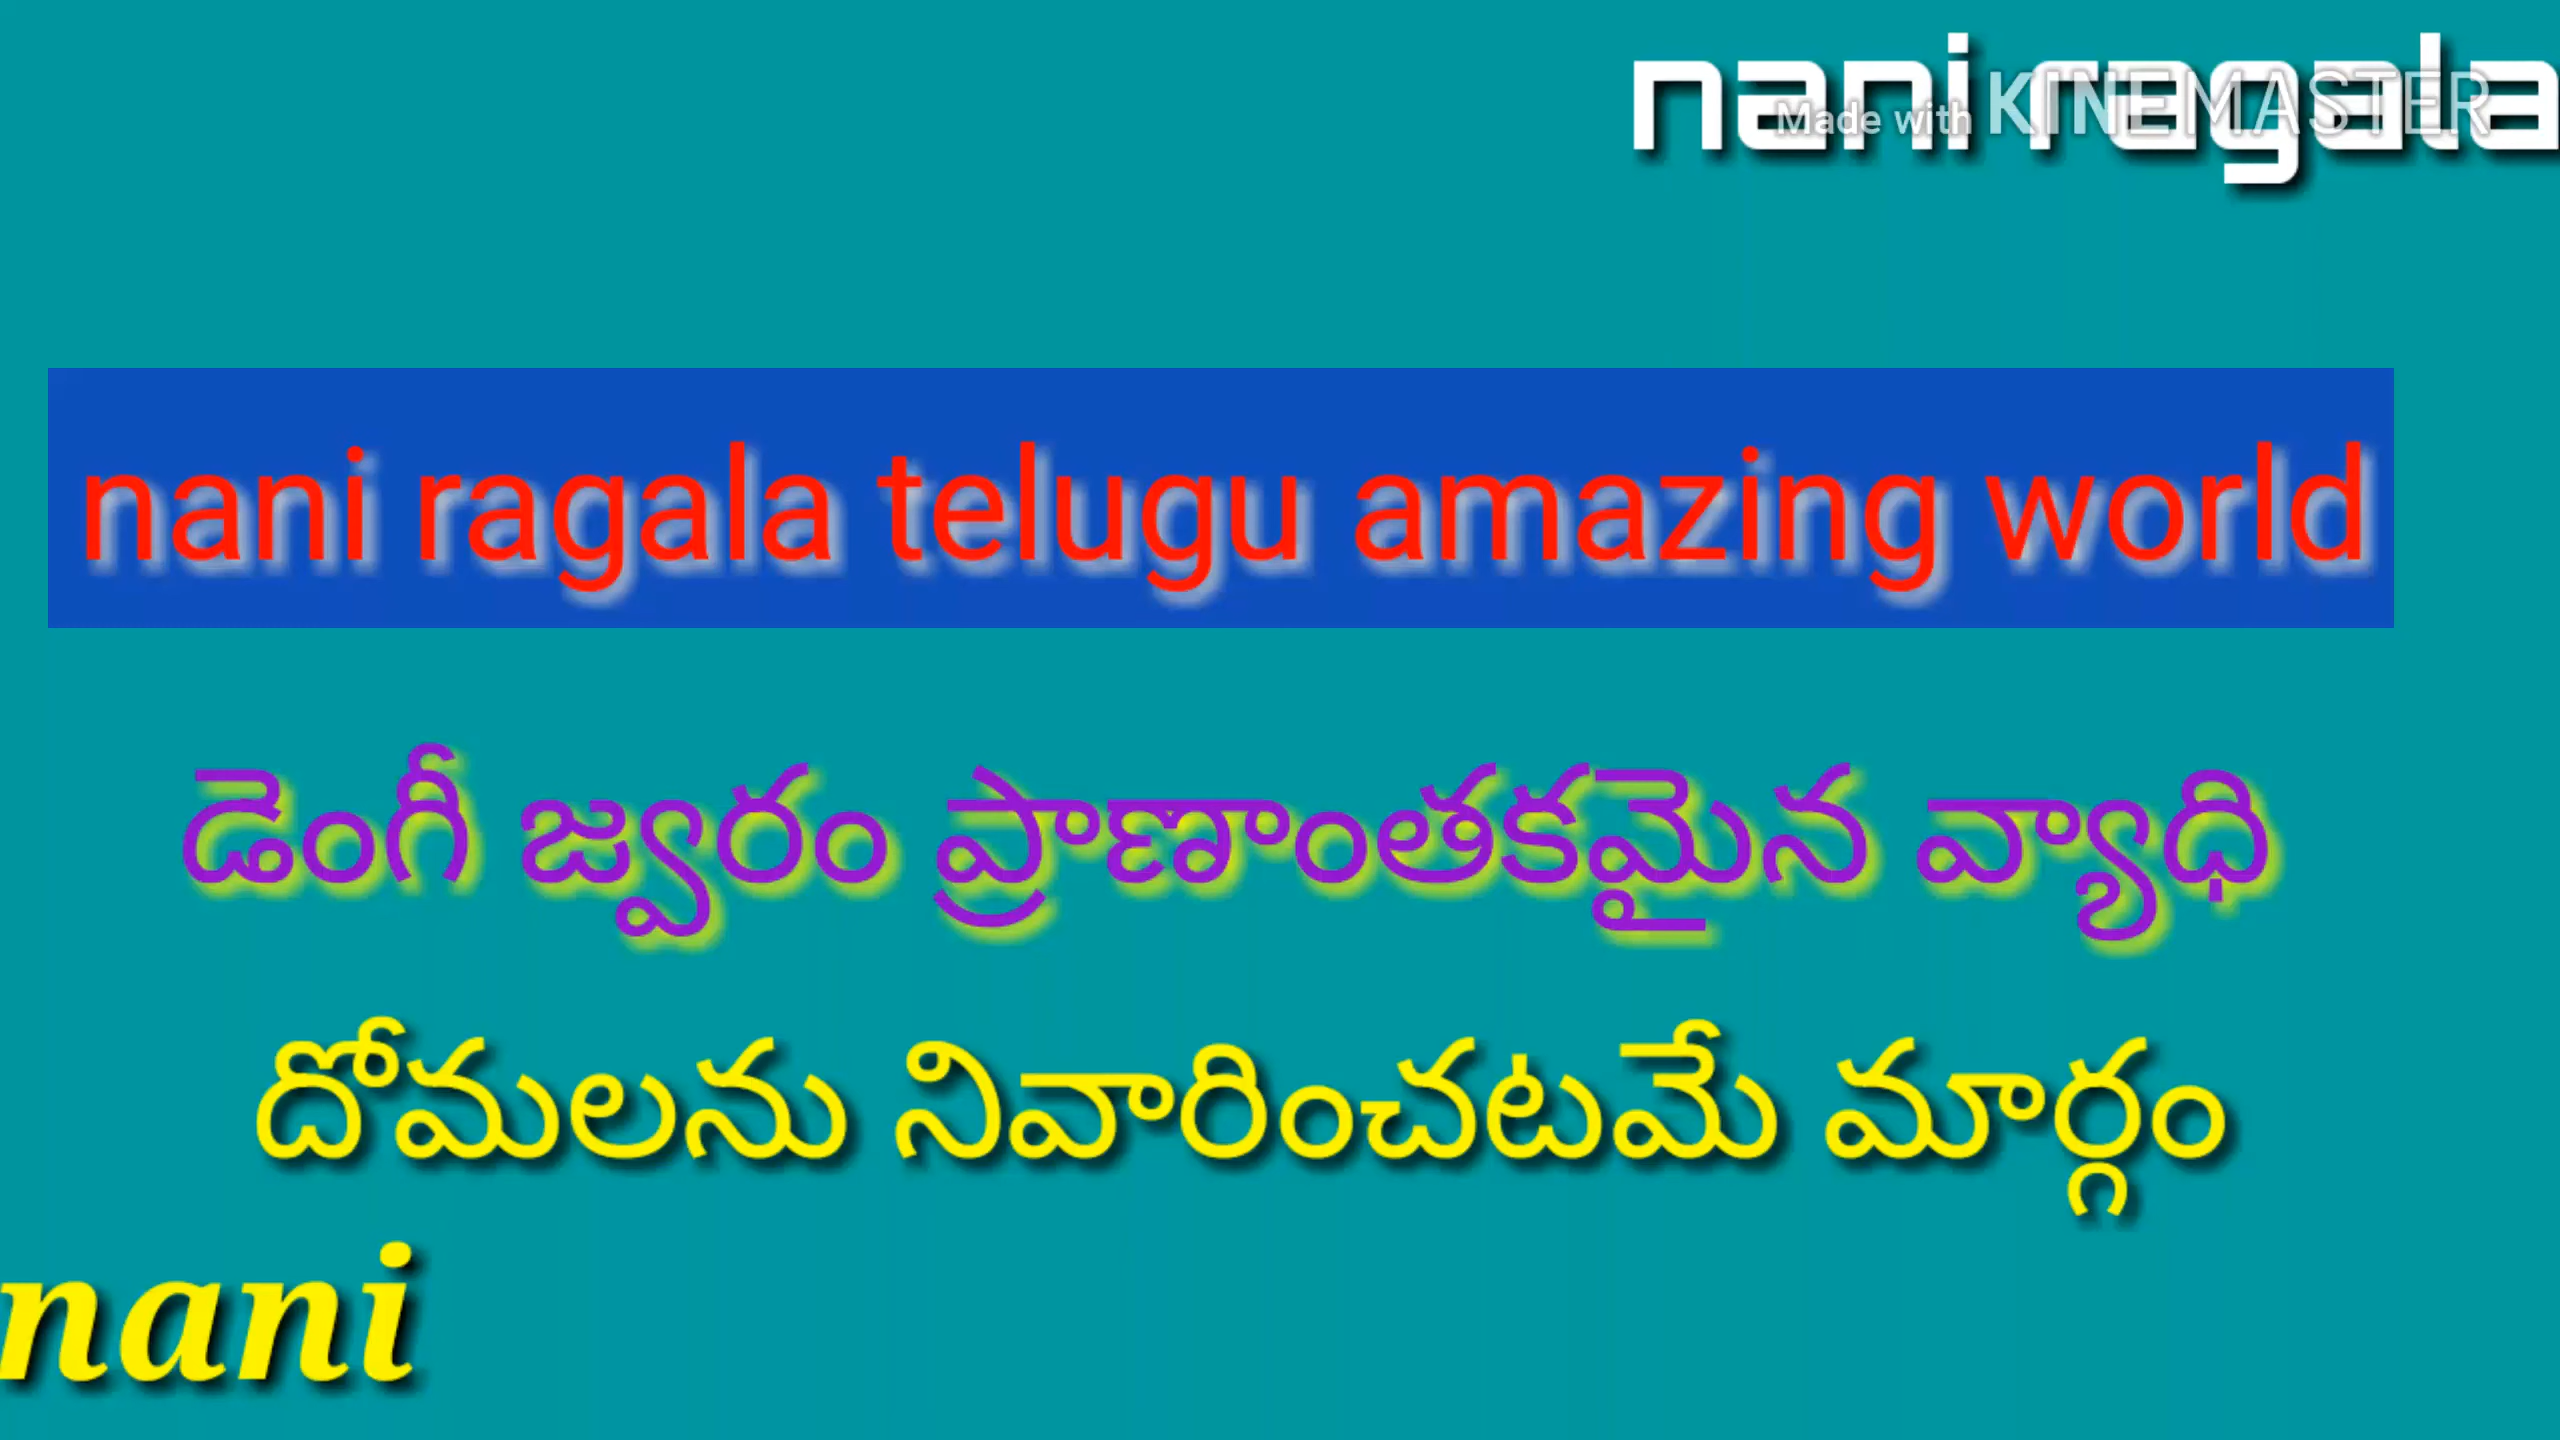 nani ragala
Made with KINEMASTER
nani ragala telugu amazing world
డెంగీ జ్వరం ప్రాణాంతకమైన వ్యాధి
దోమలను నివారించటమే మార్గం
nani